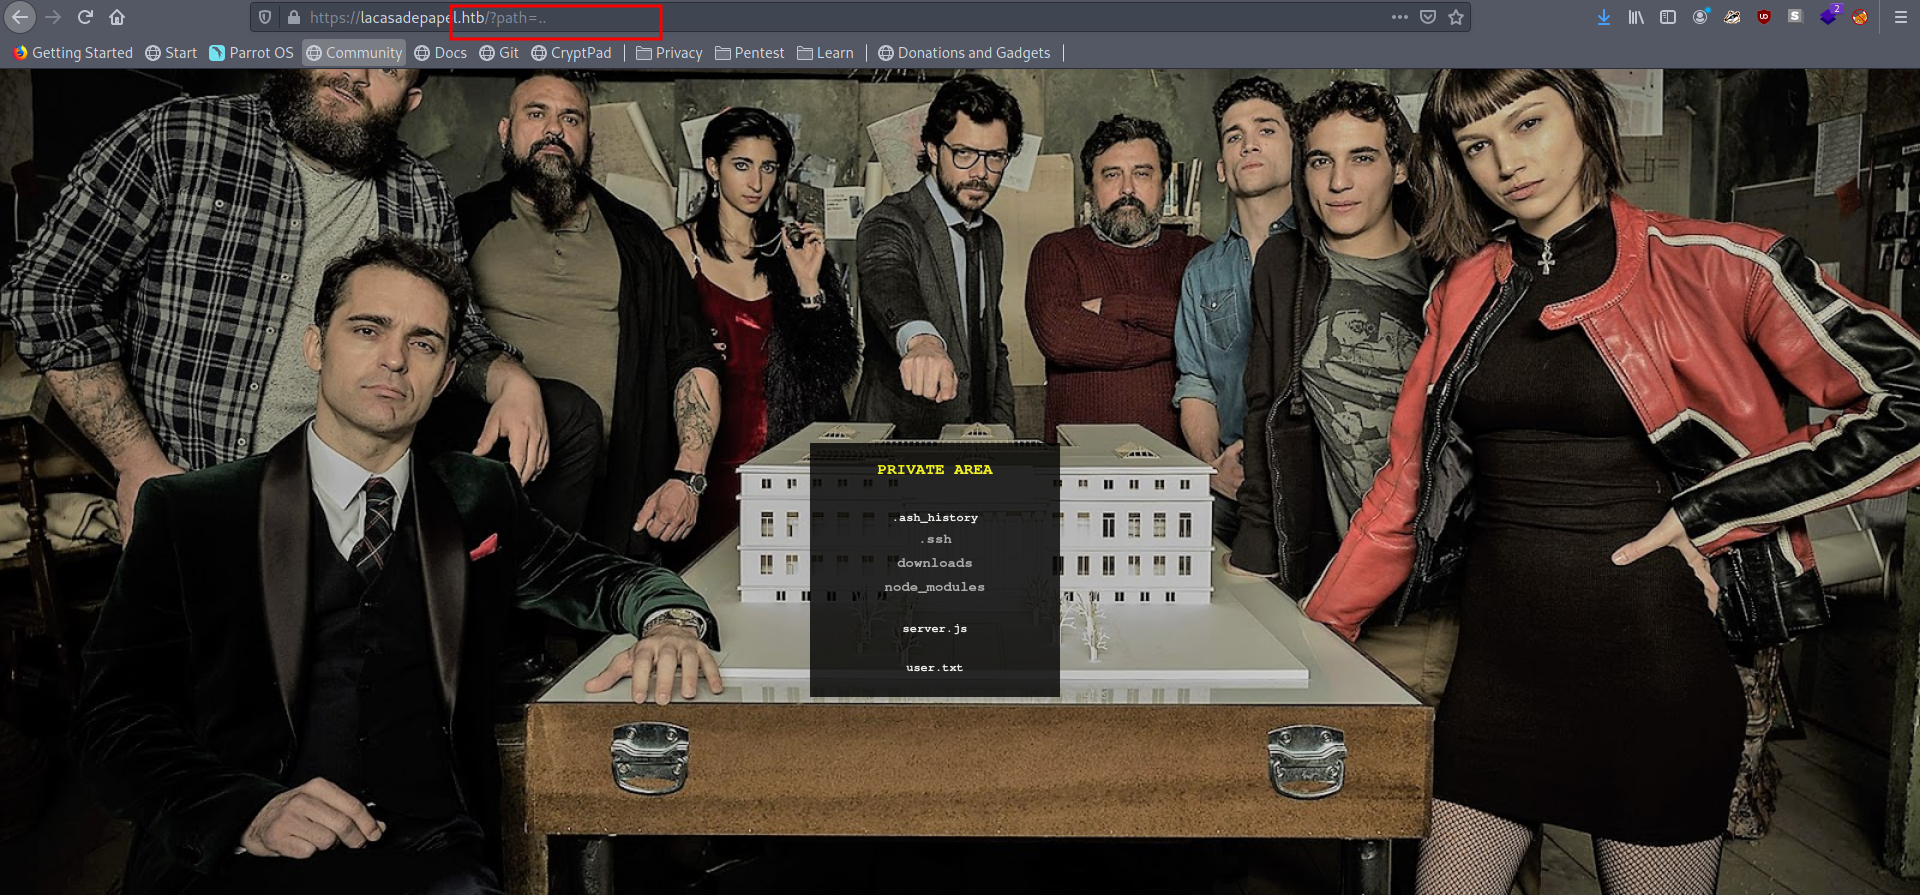 https://lacasadepapel.htb/?path=..
2
Getting Started Start Parrot OS Community Docs Git CryptPad Privacy Pentest Learn Donations and Gadgets
PRIVATE AREA
.ash_history
.ssh
downloads
node_modules
server.js
user.txt